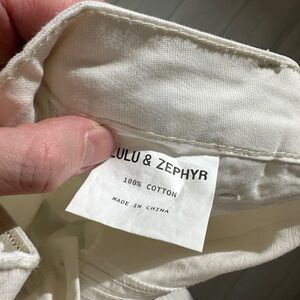 LULU & ZEPHYR
100% COTTON
MADE IN CHINA